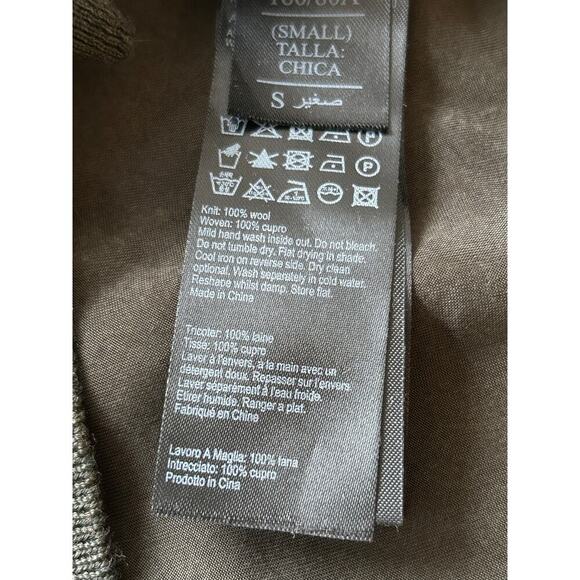 160/80A
(SMALL)
TALLA:
CHICA
S صغير
Knit: 100% wool
Woven: 100% cupro
Mild hand wash inside out. Do not bleach.
Do not tumble dry. Flat drying in shade.
Cool iron on reverse side. Dry clean
optional. Wash separately in cold water.
Reshape whilst damp. Store flat.
Made in China
Tricoter: 100% laine
Tissé: 100% cupro
Laver à l'envers, à la main avec un
détergent doux. Repasser sur l'envers
Laver séparément à l'eau froide.
Etirer humide. Ranger a plat.
Fabriqué en Chine
Lavoro A Maglia: 100% lana
Intrecciato: 100% cupro
Prodotto in Cina